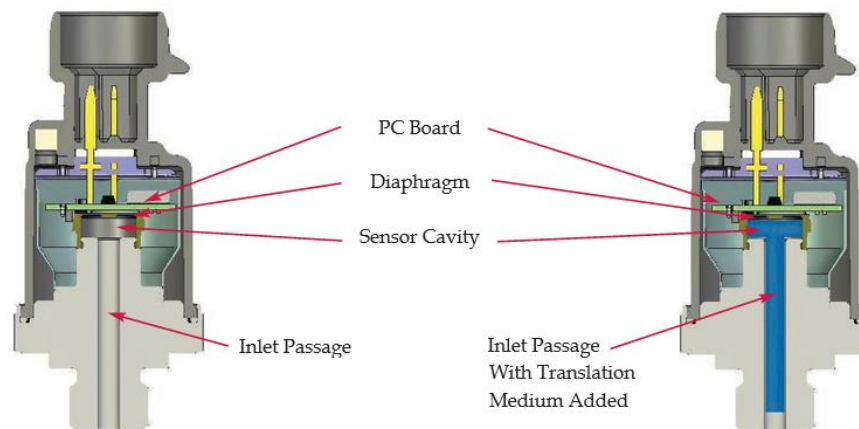 PC Board
Diaphragm
Sensor Cavity
Inlet Passage
Inlet Passage
With Translation
Medium Added